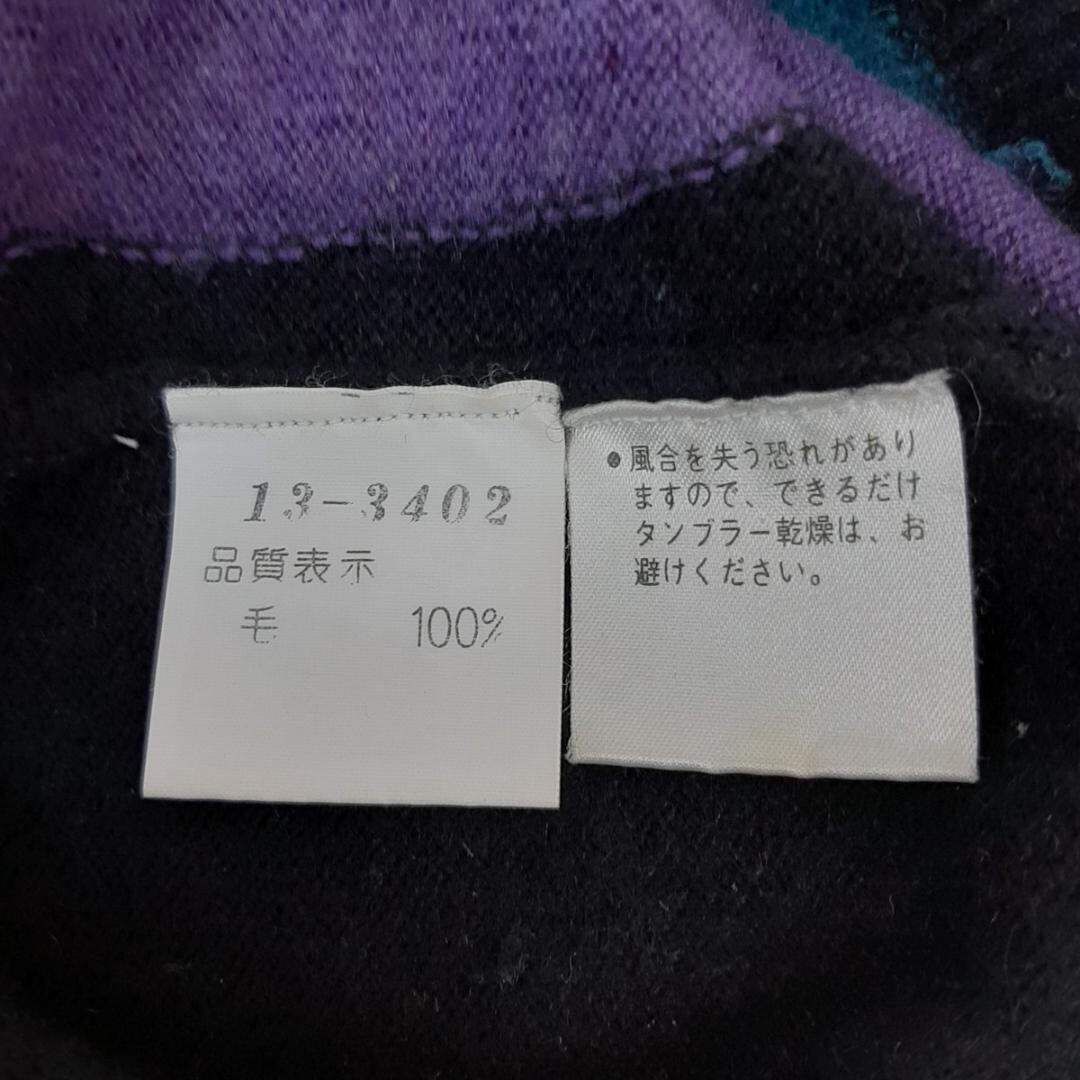 13-3402
品質表示
毛 100%
●風合を失う恐れがあり
ますので、できるだけ
タンブラー乾燥は、お
避けください。